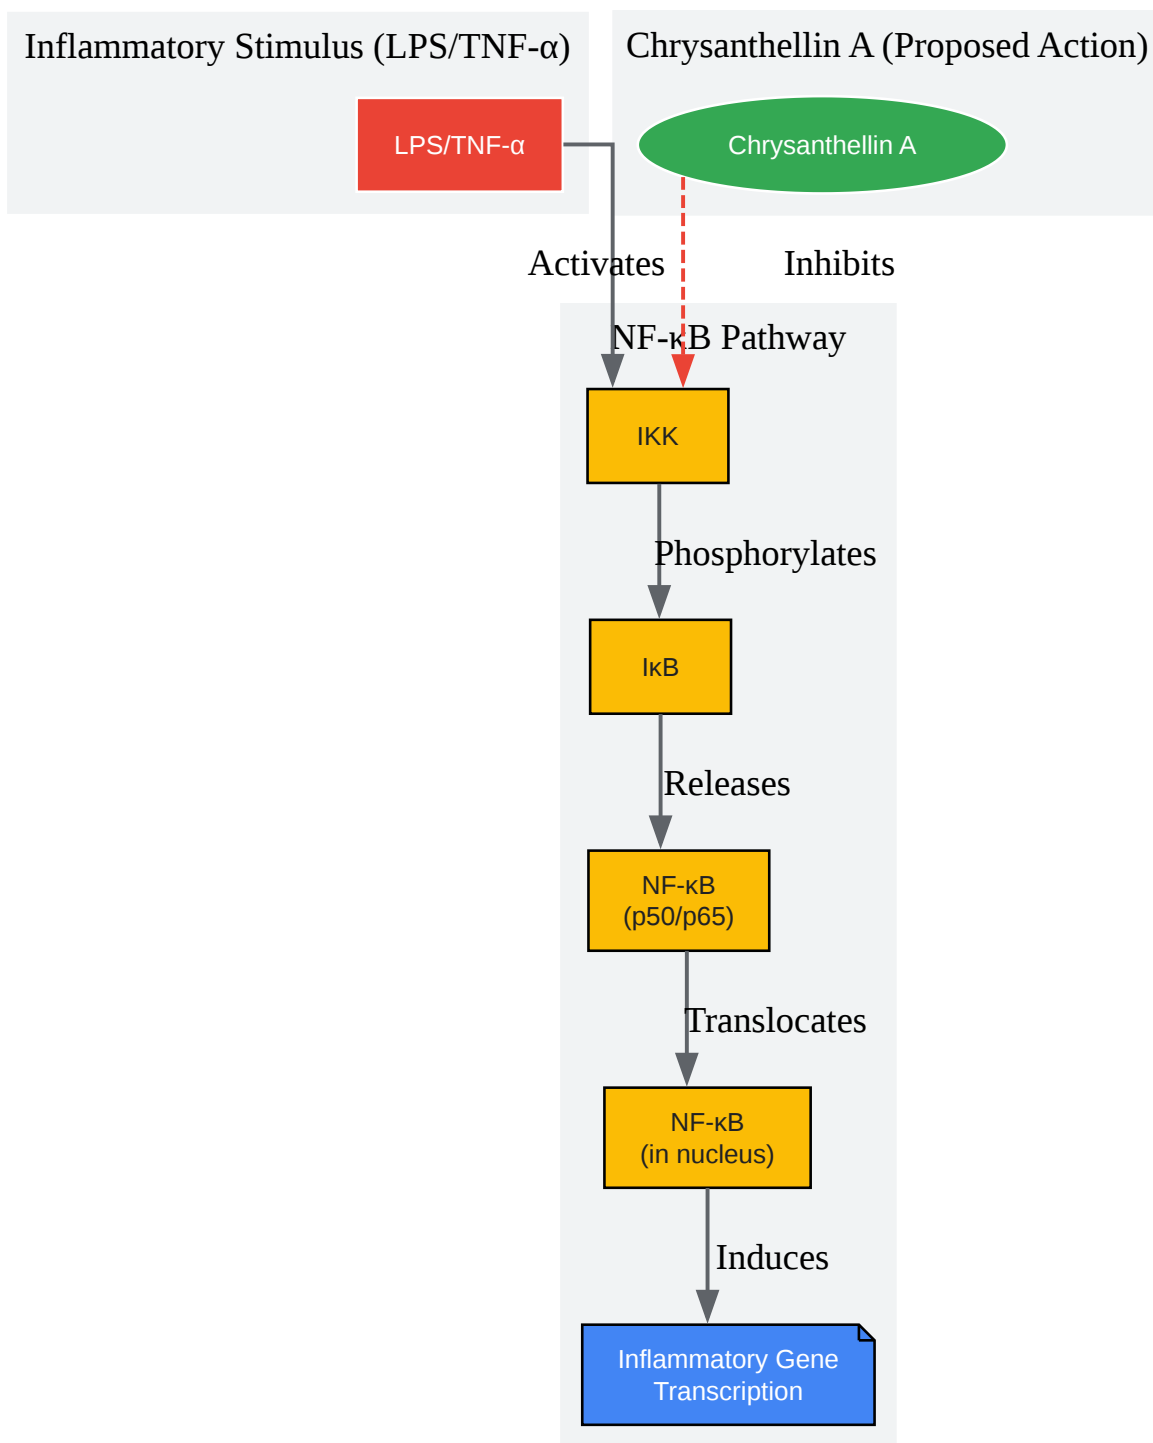 Inflammatory Stimulus (LPS/TNF-α)
Chrysanthellin A (Proposed Action)
LPS/TNF-α
Chrysanthellin A
Activates
Inhibits
NF-κB Pathway
IKK
Phosphorylates
IκB
Releases
NF-κB
(p50/p65)
Translocates
NF-κB
(in nucleus)
Induces
Inflammatory Gene
Transcription